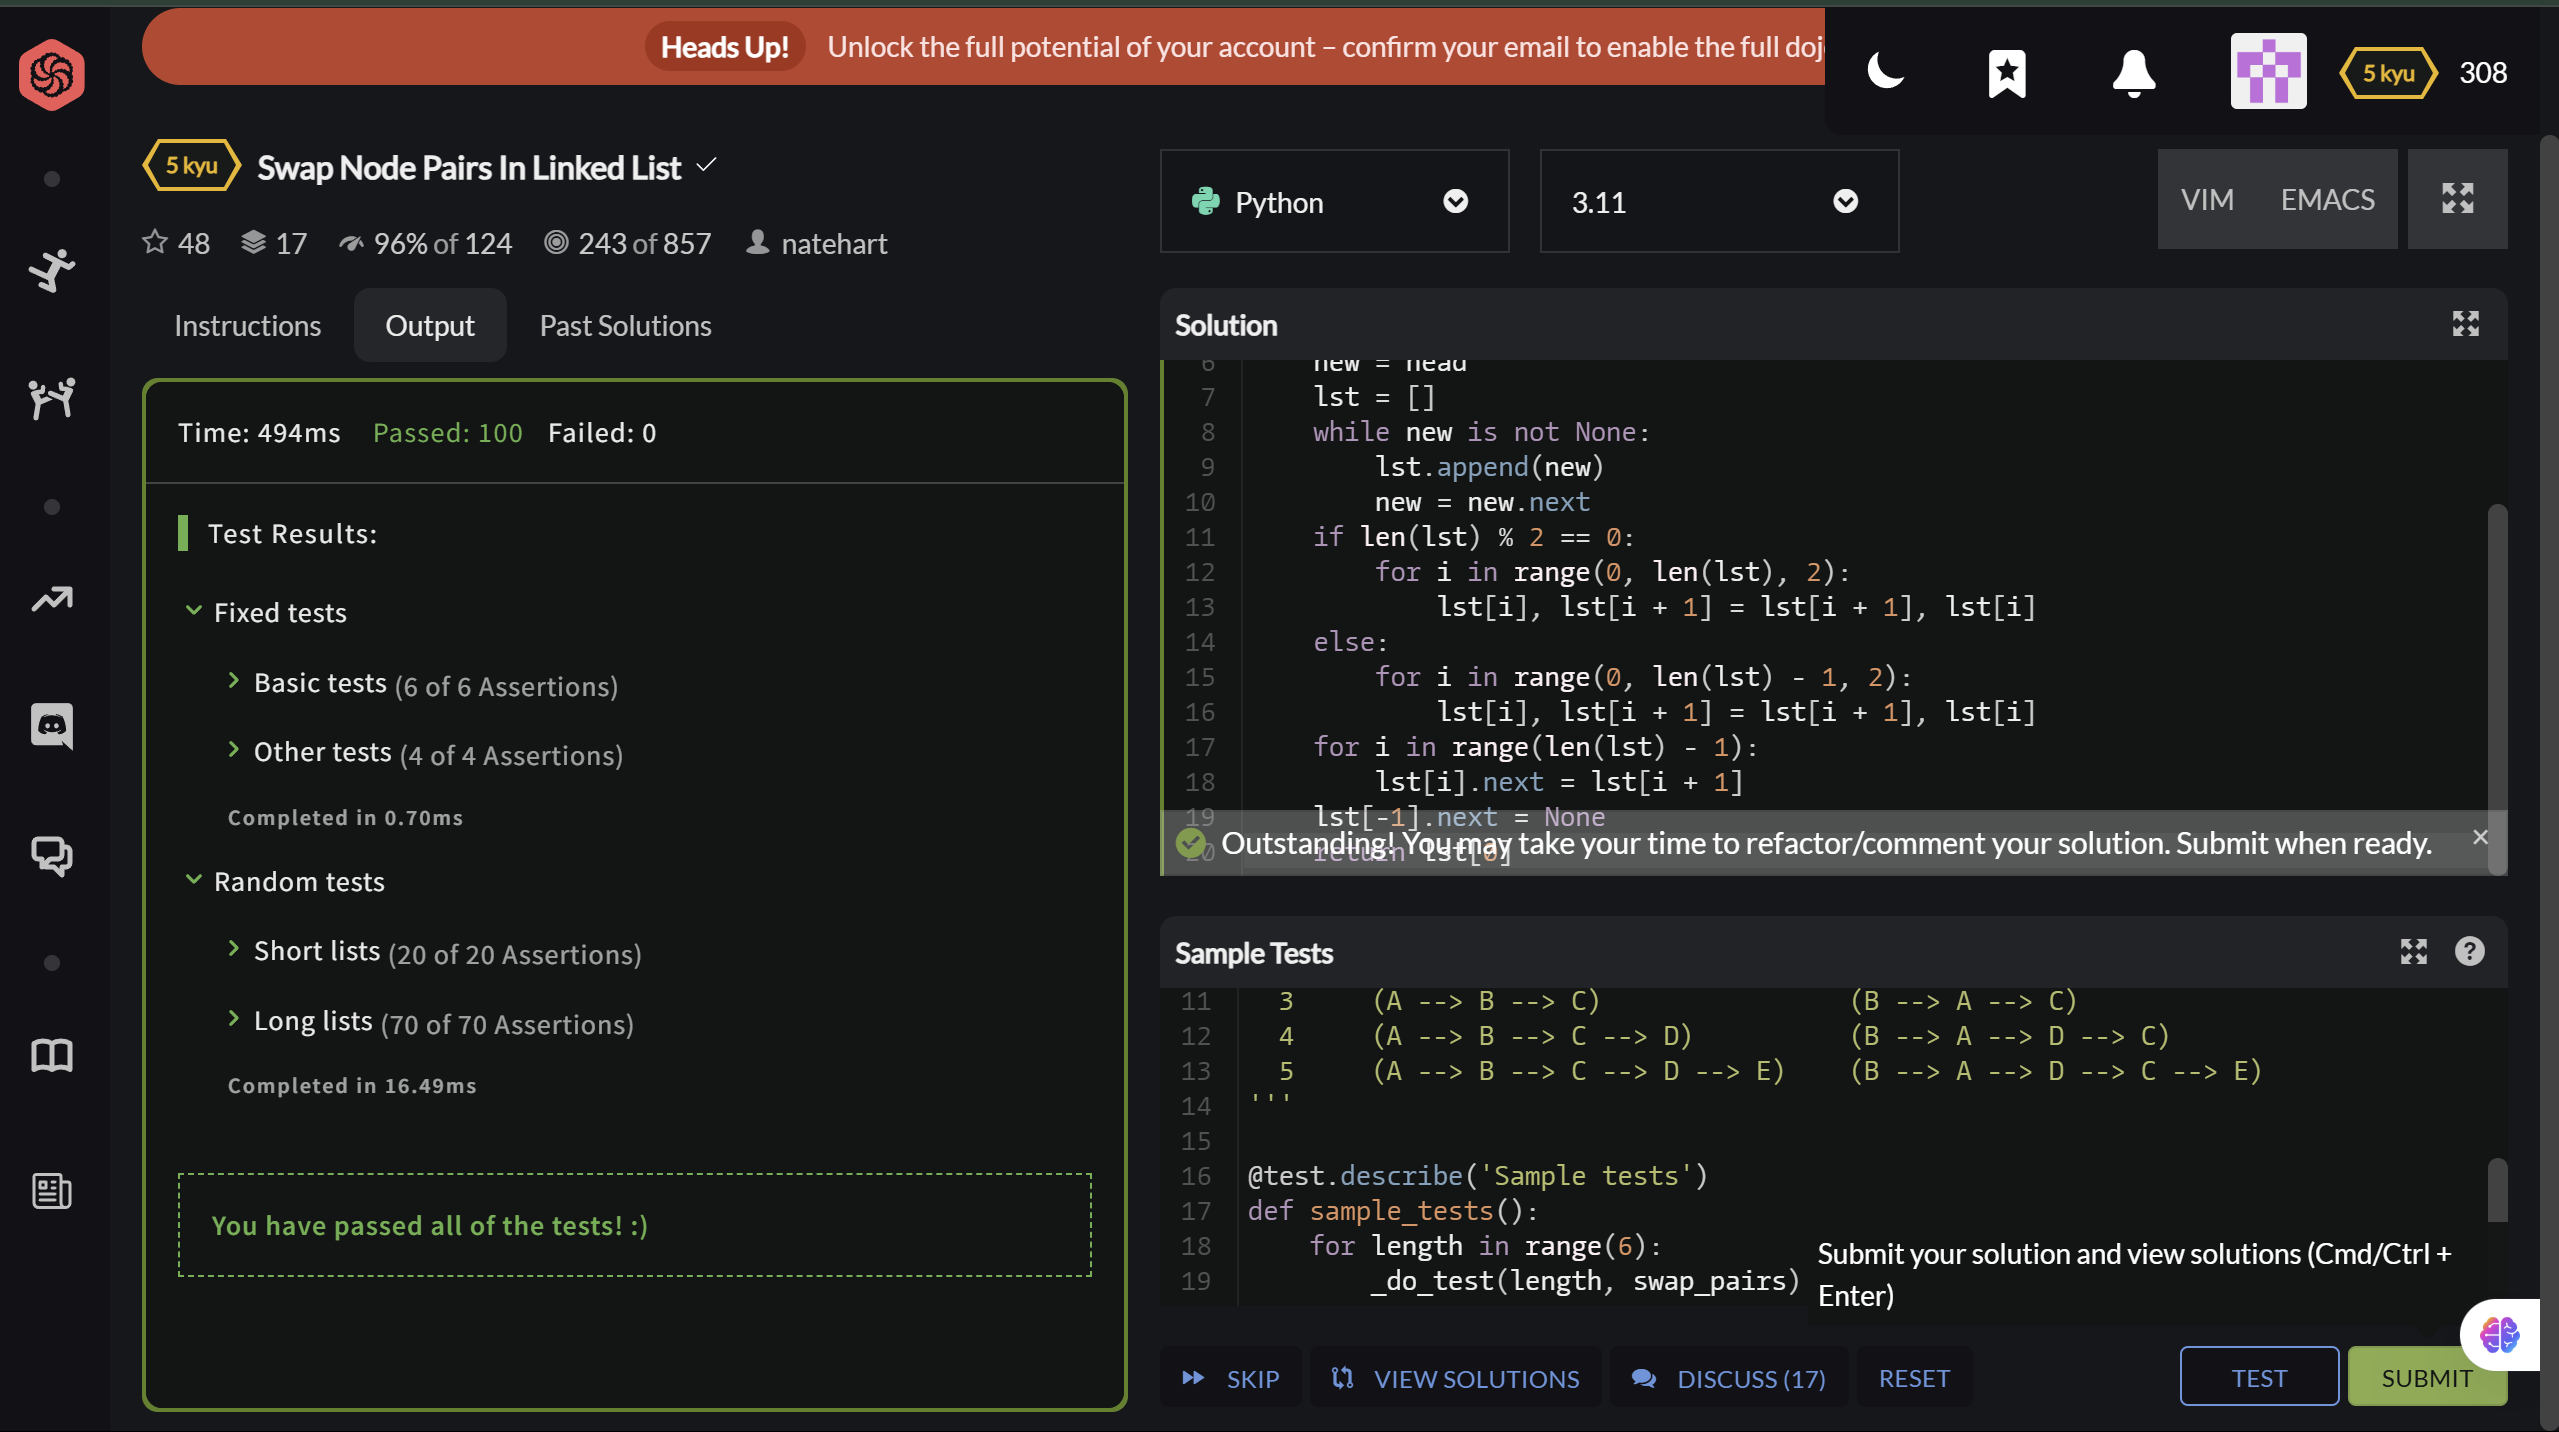 Heads Up! Unlock the full potential of your account – confirm your email to enable the full doj
5 kyu 308
5 kyu Swap Node Pairs In Linked List
48 17 96% of 124 243 of 857 natehart
Python 3.11 VIM EMACS
Instructions Output Past Solutions
Time: 494ms Passed: 100 Failed: 0
Test Results:
Fixed tests
Basic tests (6 of 6 Assertions)
Other tests (4 of 4 Assertions)
Completed in 0.70ms
Random tests
Short lists (20 of 20 Assertions)
Long lists (70 of 70 Assertions)
Completed in 16.49ms
You have passed all of the tests! :)
Solution
6 new = head
7 lst = []
8 while new is not None:
9 lst.append(new)
10 new = new.next
11 if len(lst) % 2 == 0:
12 for i in range(0, len(lst), 2):
13 lst[i], lst[i + 1] = lst[i + 1], lst[i]
14 else:
15 for i in range(0, len(lst) - 1, 2):
16 lst[i], lst[i + 1] = lst[i + 1], lst[i]
17 for i in range(len(lst) - 1):
18 lst[i].next = lst[i + 1]
19 lst[-1].next = None
20 return lst[0]
Outstanding! You may take your time to refactor/comment your solution. Submit when ready.
Sample Tests
11 3 (A --> B --> C) (B --> A --> C)
12 4 (A --> B --> C --> D) (B --> A --> D --> C)
13 5 (A --> B --> C --> D --> E) (B --> A --> D --> C --> E)
14 '''
15
16 @test.describe('Sample tests')
17 def sample_tests():
18 for length in range(6):
19 _do_test(length, swap_pairs)
Submit your solution and view solutions (Cmd/Ctrl +
Enter)
SKIP VIEW SOLUTIONS DISCUSS (17) RESET TEST SUBMIT